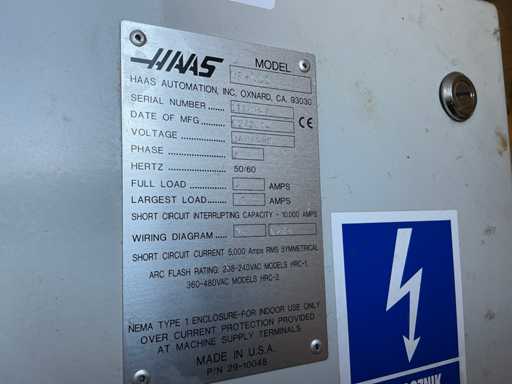 HAAS
MODEL
HAAS AUTOMATION, INC. OXNARD, CA. 93030
SERIAL NUMBER
DATE OF MFG.
CE
VOLTAGE
PHASE
HERTZ 50/60
FULL LOAD AMPS
LARGEST LOAD AMPS
SHORT CIRCUIT INTERRUPTING CAPACITY - 10,000 AMPS
WIRING DIAGRAM
SHORT CIRCUIT CURRENT 5,000 Amps RMS SYMMETRICAL
ARC FLASH RATING: 208-240VAC MODELS HRC-1,
360-480VAC MODELS HRC-2.
NEMA TYPE 1 ENCLOSURE-FOR INDOOR USE ONLY
OVER CURRENT PROTECTION PROVIDED
AT MACHINE SUPPLY TERMINALS
MADE IN U.S.A.
P/N 29-10048